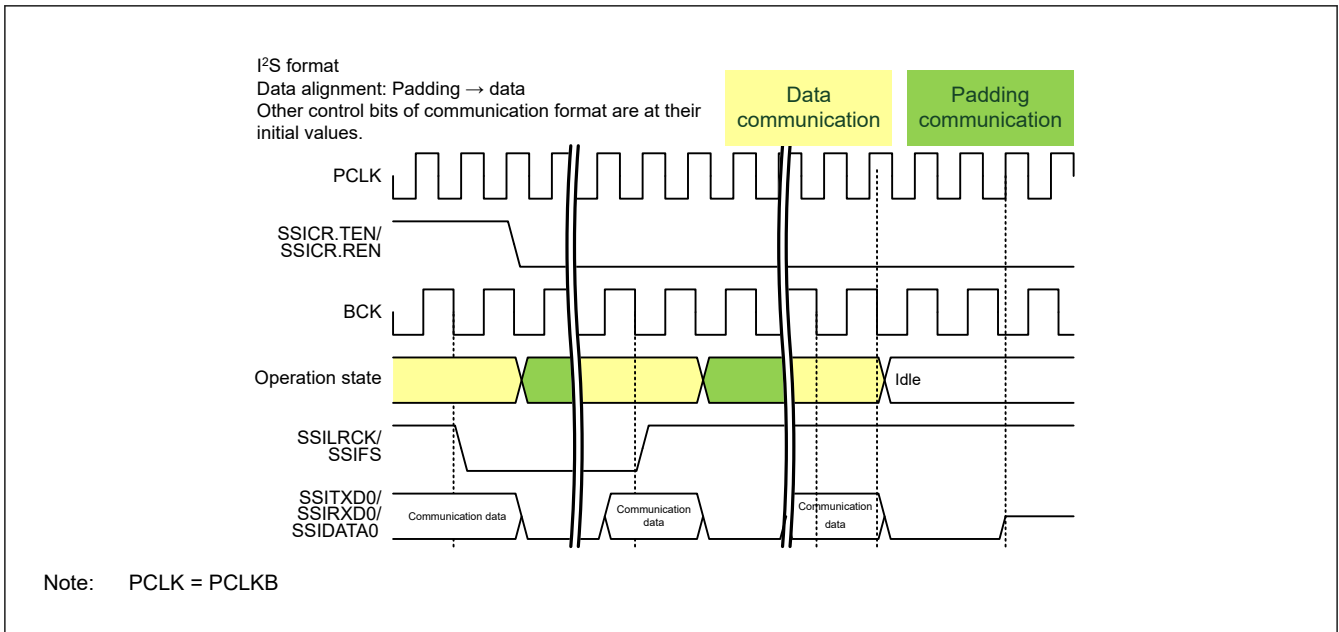 I²S format
Data alignment: Padding → data
Other control bits of communication format are at their
initial values.
Data
communication
Padding
communication
PCLK
SSICR.TEN/
SSICR.REN
BCK
Operation state
Idle
SSILRCK/
SSIFS
SSITXD0/
SSIRXD0/
SSIDATA0
Communication data
Communication
data
Communication
data
Note: PCLK = PCLKB